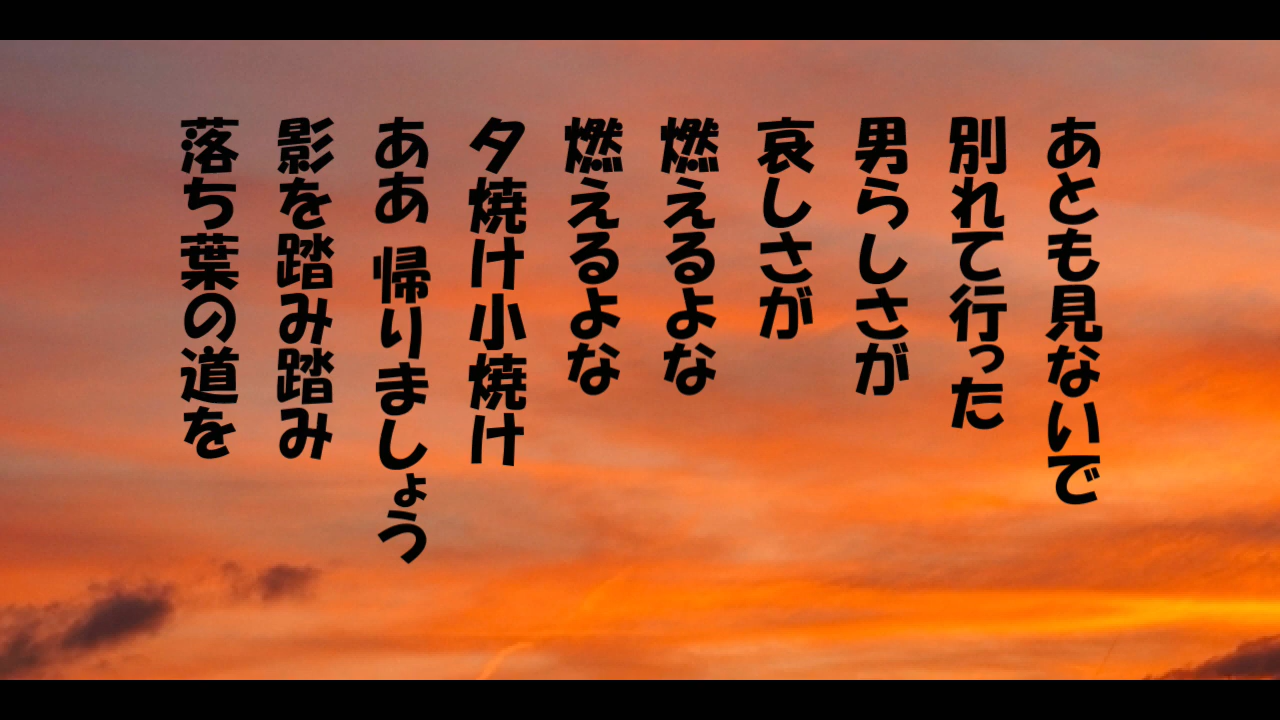 あとも見ないで
別れて行った
男らしさが
哀しさが
燃えるよな
燃えるよな
夕焼け小焼け
ああ 帰りましょう
影を踏み踏み
落ち葉の道を